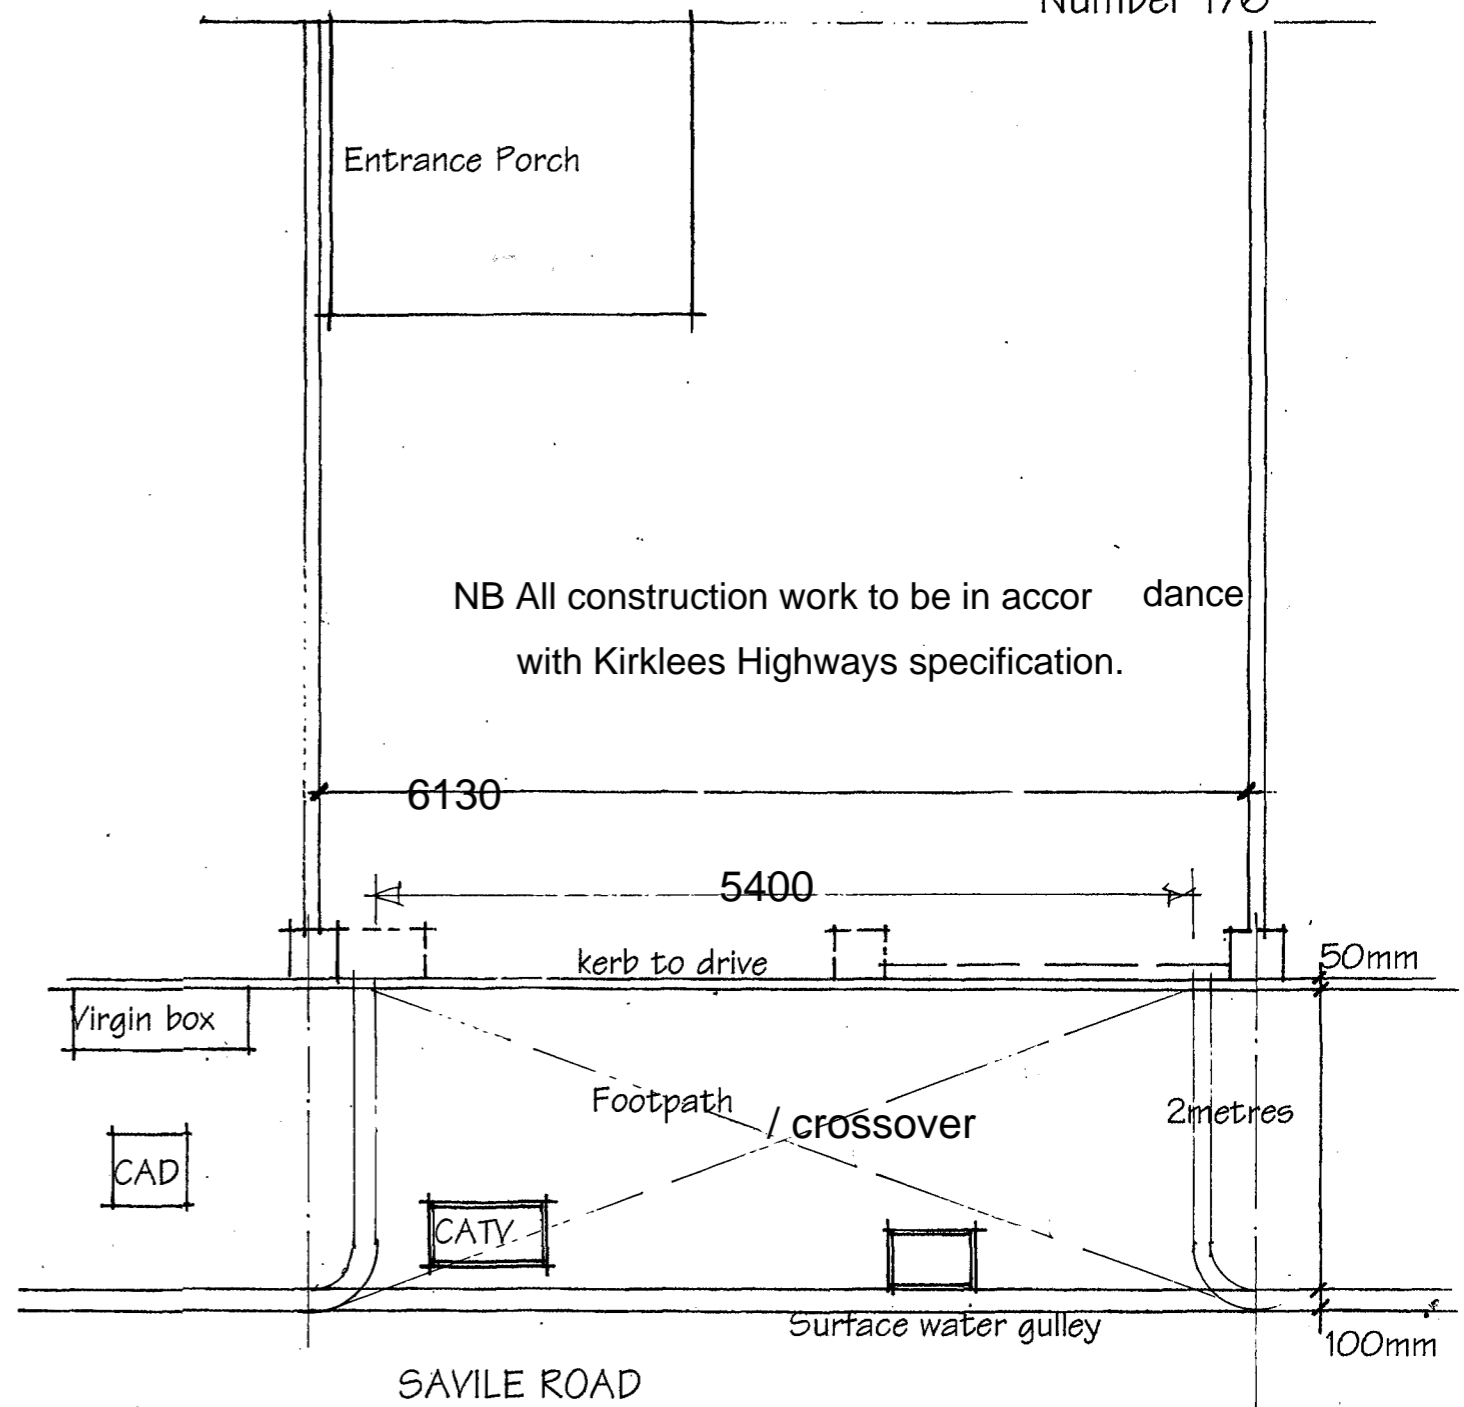 Number 176
Entrance Porch
NB All construction work to be in accor dance
with Kirklees Highways specification.
6130
5400
kerb to drive
50mm
Virgin box
Footpath / crossover
2metres
CAD
CATV
Surface water gulley
100mm
SAVILE ROAD